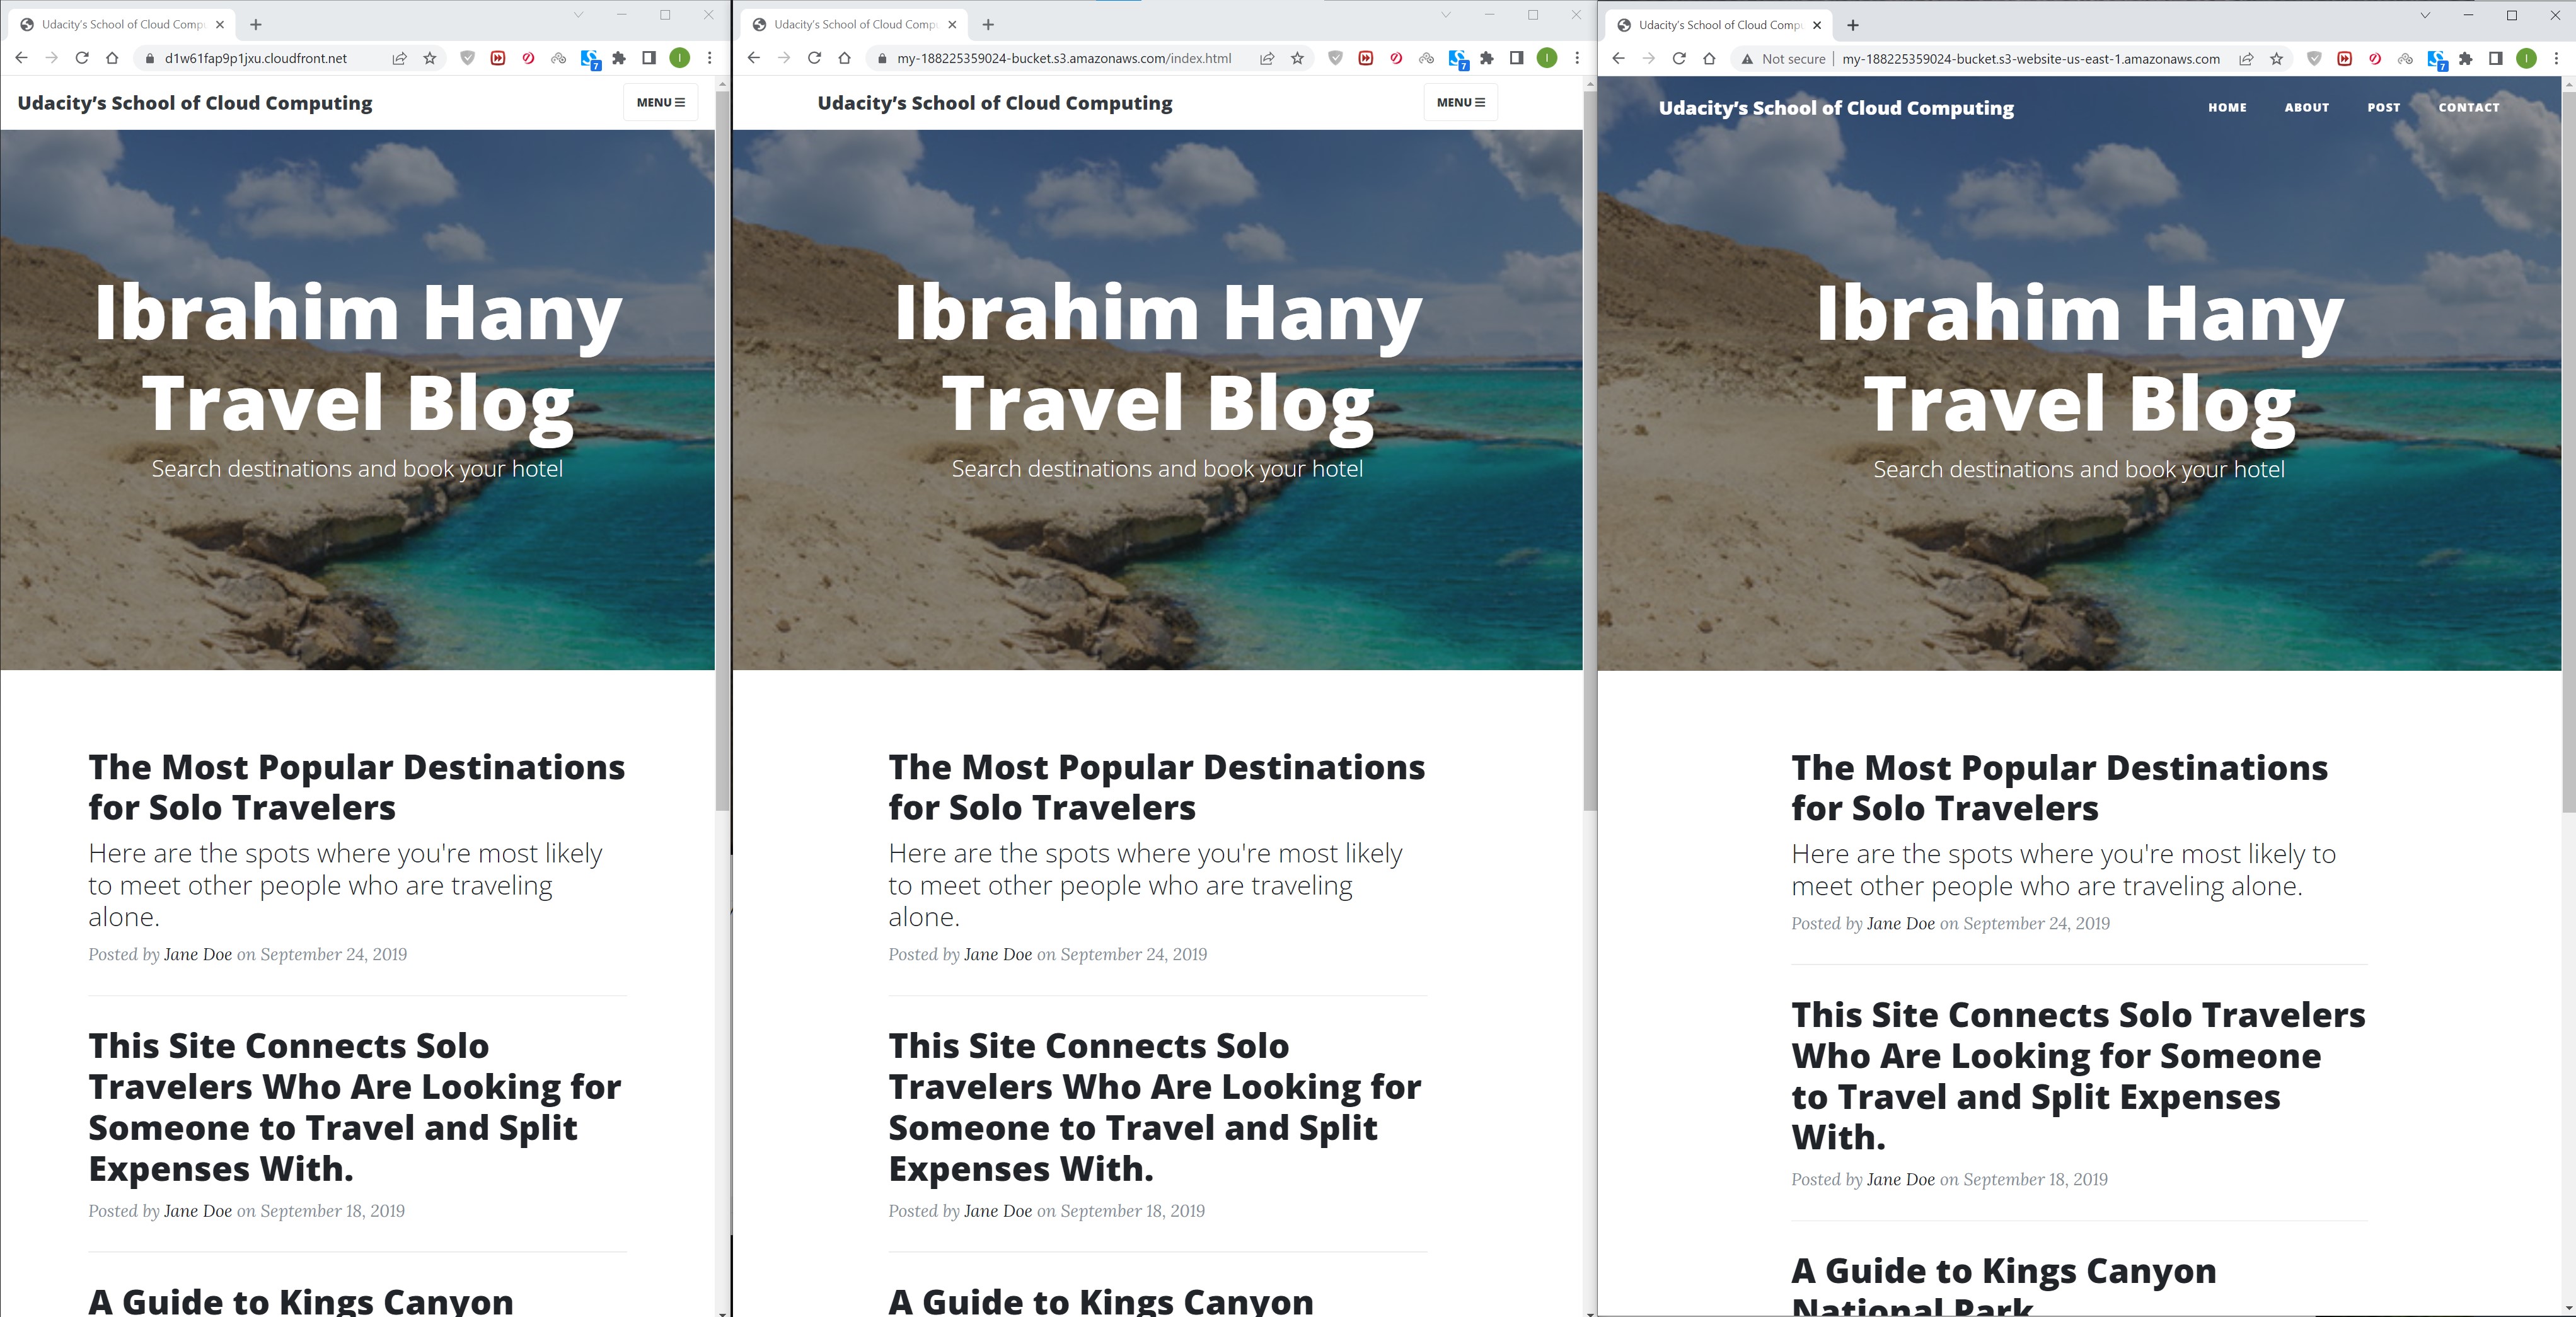 Udacity’s School of Cloud Compu
d1w61fap9p1jxu.cloudfront.net
7
I
Udacity’s School of Cloud Computing
MENU
Ibrahim Hany
Travel Blog
Search destinations and book your hotel
The Most Popular Destinations
for Solo Travelers
Here are the spots where you're most likely
to meet other people who are traveling
alone.
Posted by Jane Doe on September 24, 2019
This Site Connects Solo
Travelers Who Are Looking for
Someone to Travel and Split
Expenses With.
Posted by Jane Doe on September 18, 2019
A Guide to Kings Canyon
Udacity’s School of Cloud Compu
my-188225359024-bucket.s3.amazonaws.com/index.html
7
I
Udacity’s School of Cloud Computing
MENU
Ibrahim Hany
Travel Blog
Search destinations and book your hotel
The Most Popular Destinations
for Solo Travelers
Here are the spots where you're most likely
to meet other people who are traveling
alone.
Posted by Jane Doe on September 24, 2019
This Site Connects Solo
Travelers Who Are Looking for
Someone to Travel and Split
Expenses With.
Posted by Jane Doe on September 18, 2019
A Guide to Kings Canyon
Udacity’s School of Cloud Compu
Not secure | my-188225359024-bucket.s3-website-us-east-1.amazonaws.com
7
I
Udacity’s School of Cloud Computing
HOME ABOUT POST CONTACT
Ibrahim Hany
Travel Blog
Search destinations and book your hotel
The Most Popular Destinations
for Solo Travelers
Here are the spots where you're most likely to
meet other people who are traveling alone.
Posted by Jane Doe on September 24, 2019
This Site Connects Solo Travelers
Who Are Looking for Someone
to Travel and Split Expenses
With.
Posted by Jane Doe on September 18, 2019
A Guide to Kings Canyon
National Park